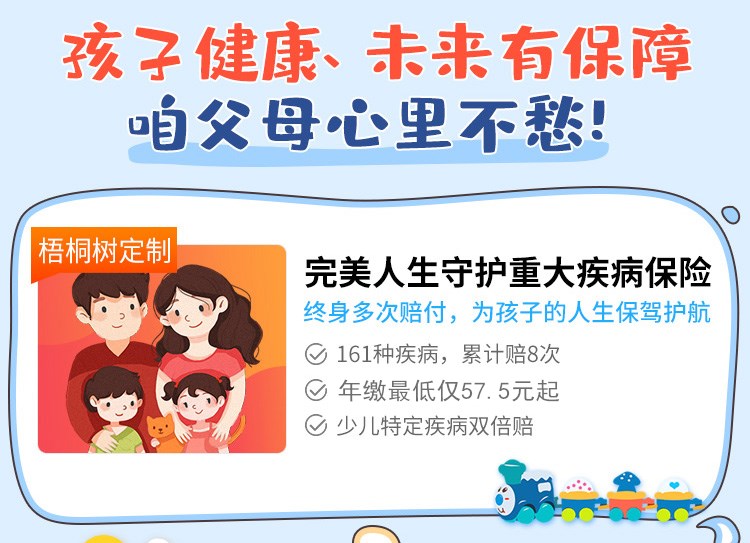 孩子健康、未来有保障
咱父母心里不愁!
梧桐树定制
完美人生守护重大疾病保险
终身多次赔付，为孩子的人生保驾护航
161种疾病，累计赔8次
年缴最低仅57.5元起
少儿特定疾病双倍赔